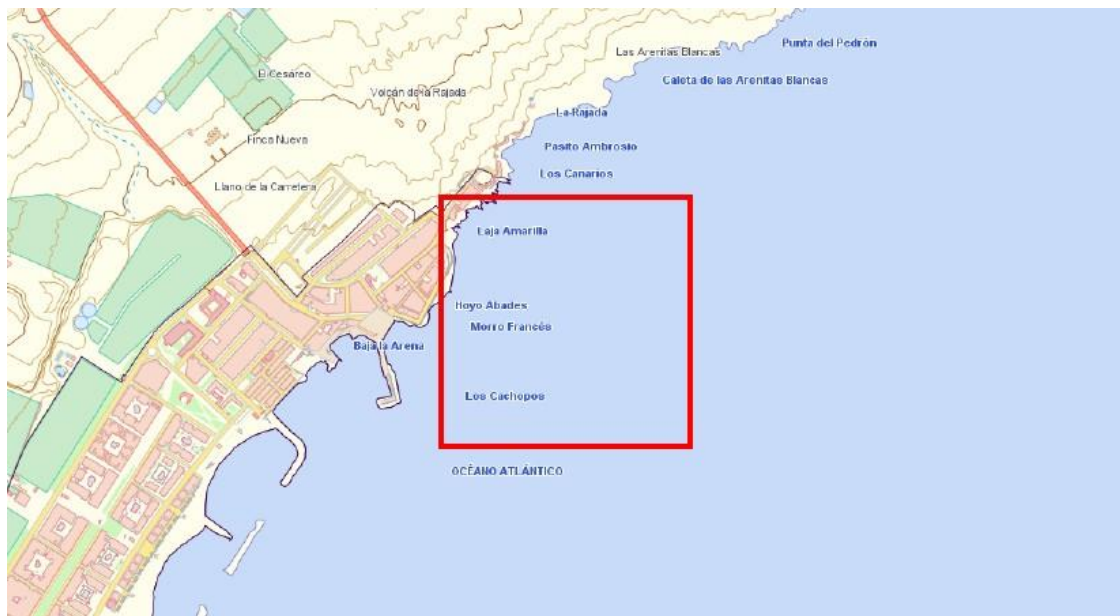 Punta del Pedrón
Las Arenitas Blancas
El Cesáreo
Caleta de las Arenitas Blancas
Volcán de la Rajada
La Rajada
Finca Nueva
Pasito Ambrosio
Los Canarios
Llano de la Carretera
Laja Amarilla
Hoyo Abades
Morro Francés
Baja la Arena
Los Cachopos
OCÉANO ATLÁNTICO